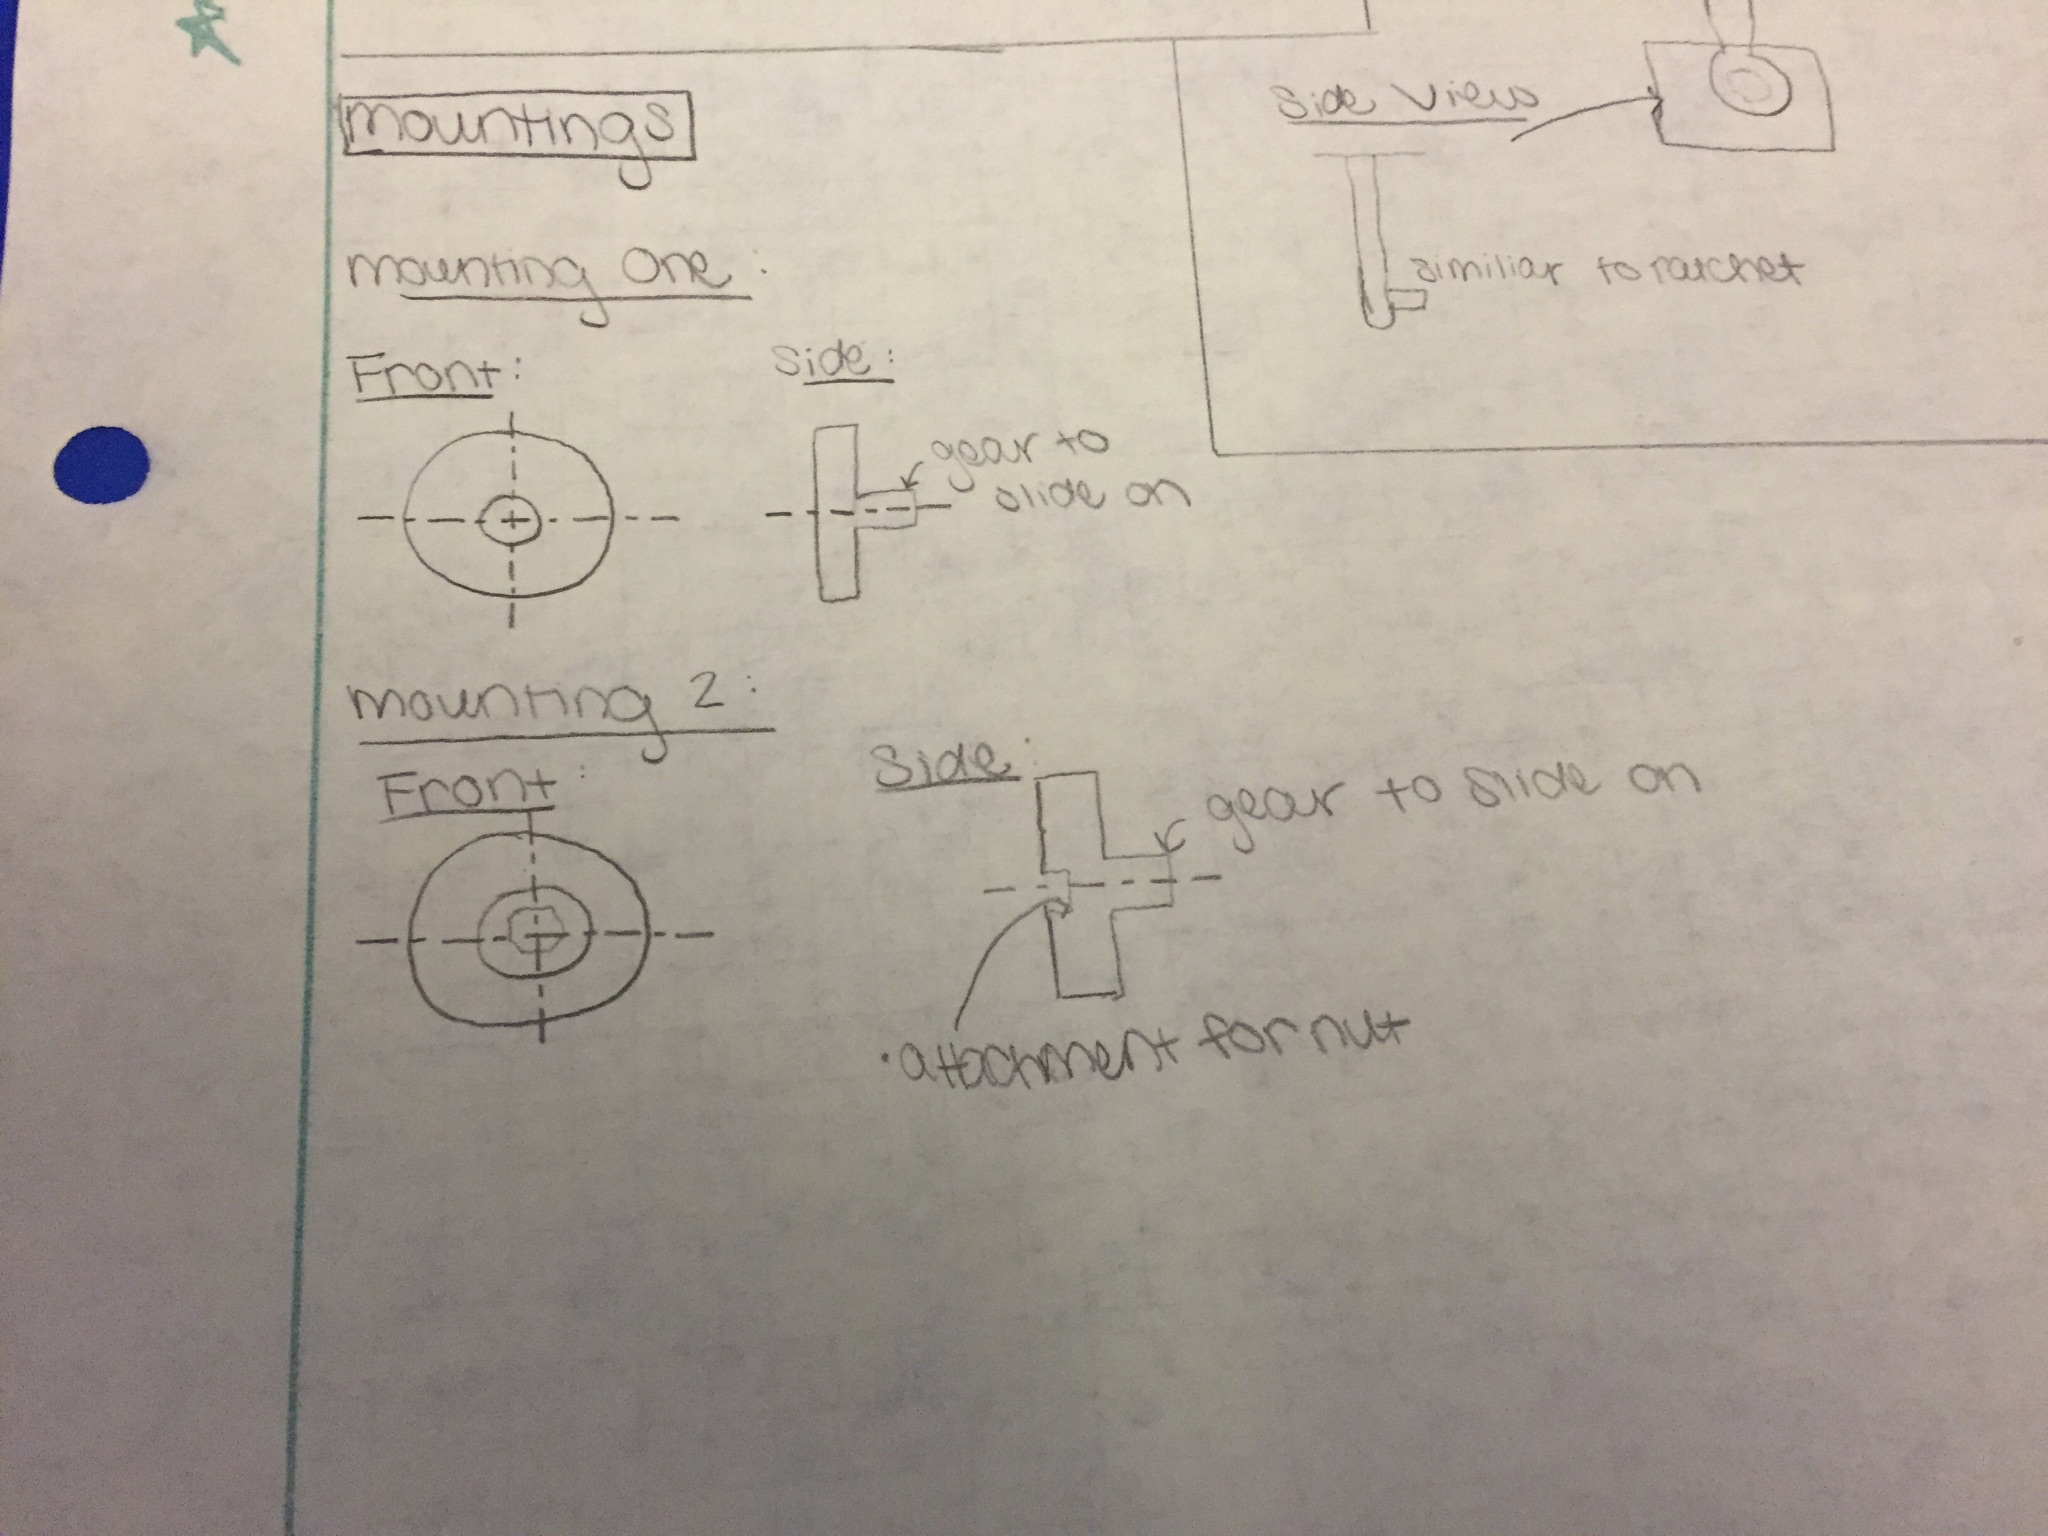 mountings
mounting One:
Front:
Side:
gear to
slide on
mounting 2:
Front:
Side:
gear to slide on
•attachment for nut
Side View
similiar to ratchet